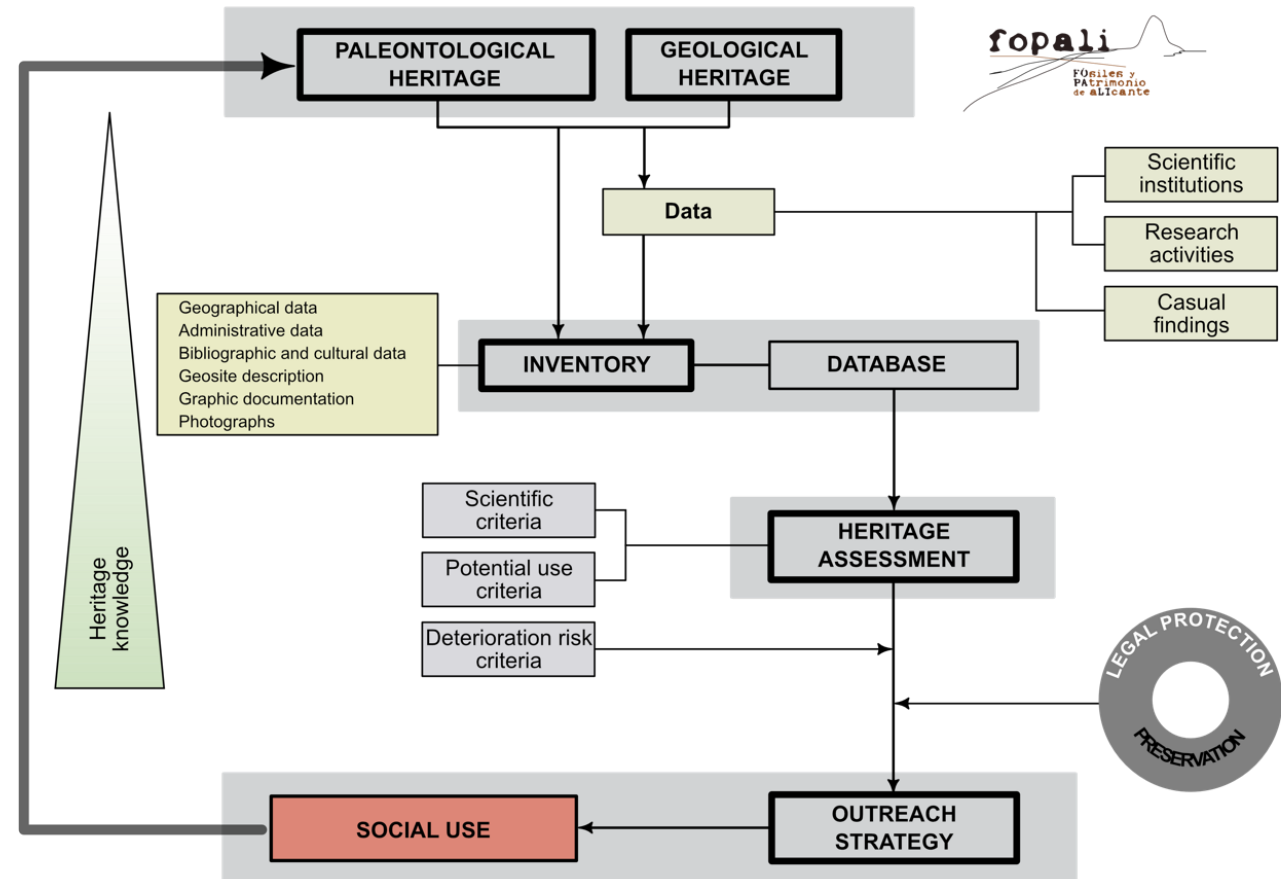 PALEONTOLOGICAL
HERITAGE
GEOLOGICAL
HERITAGE
fopali
FÓsiles y
PAtrimonio
de aLIcante
Data
Scientific
institutions
Research
activities
Casual
findings
Geographical data
Administrative data
Bibliographic and cultural data
Geosite description
Graphic documentation
Photographs
INVENTORY
DATABASE
Heritage
knowledge
Scientific
criteria
Potential use
criteria
Deterioration risk
criteria
HERITAGE
ASSESSMENT
LEGAL PROTECTION
PRESERVATION
SOCIAL USE
OUTREACH
STRATEGY